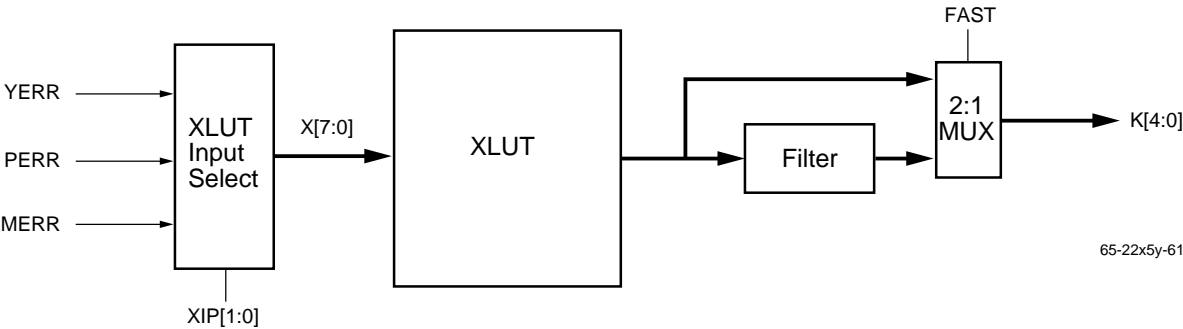 FAST
YERR
PERR
MERR
XLUT
Input
Select
X[7:0]
XLUT
Filter
2:1
MUX
K[4:0]
XIP[1:0]
65-22x5y-61